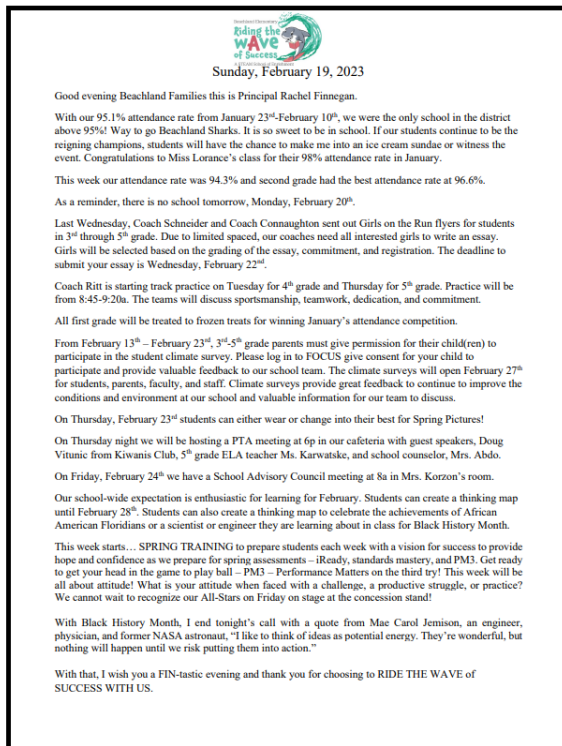 Beachland Elementary
Riding the
wAve
of Success
A STEAM School of Innovation
Sunday, February 19, 2023
Good evening Beachland Families this is Principal Rachel Finnegan.
With our 95.1% attendance rate from January 23rd-February 10th, we were the only school in the district
above 95%! Way to go Beachland Sharks. It is so sweet to be in school. If our students continue to be the
reigning champions, students will have the chance to make me into an ice cream sundae or witness the
event. Congratulations to Miss Lorance's class for their 98% attendance rate in January.
This week our attendance rate was 94.3% and second grade had the best attendance rate at 96.6%.
As a reminder, there is no school tomorrow, Monday, February 20th.
Last Wednesday, Coach Schneider and Coach Connaughton sent out Girls on the Run flyers for students
in 3rd through 5th grade. Due to limited spaced, our coaches need all interested girls to write an essay.
Girls will be selected based on the grading of the essay, commitment, and registration. The deadline to
submit your essay is Wednesday, February 22nd.
Coach Ritt is starting track practice on Tuesday for 4th grade and Thursday for 5th grade. Practice will be
from 8:45-9:20a. The teams will discuss sportsmanship, teamwork, dedication, and commitment.
All first grade will be treated to frozen treats for winning January's attendance competition.
From February 13th – February 23rd, 3rd-5th grade parents must give permission for their child(ren) to
participate in the student climate survey. Please log in to FOCUS give consent for your child to
participate and provide valuable feedback to our school team. The climate surveys will open February 27th
for students, parents, faculty, and staff. Climate surveys provide great feedback to continue to improve the
conditions and environment at our school and valuable information for our team to discuss.
On Thursday, February 23rd students can either wear or change into their best for Spring Pictures!
On Thursday night we will be hosting a PTA meeting at 6p in our cafeteria with guest speakers, Doug
Vitunic from Kiwanis Club, 5th grade ELA teacher Ms. Karwatske, and school counselor, Mrs. Abdo.
On Friday, February 24th we have a School Advisory Council meeting at 8a in Mrs. Korzon's room.
Our school-wide expectation is enthusiastic for learning for February. Students can create a thinking map
until February 28th. Students can also create a thinking map to celebrate the achievements of African
American Floridians or a scientist or engineer they are learning about in class for Black History Month.
This week starts… SPRING TRAINING to prepare students each week with a vision for success to provide
hope and confidence as we prepare for spring assessments – iReady, standards mastery, and PM3. Get ready
to get your head in the game to play ball – PM3 – Performance Matters on the third try! This week will be
all about attitude! What is your attitude when faced with a challenge, a productive struggle, or practice?
We cannot wait to recognize our All-Stars on Friday on stage at the concession stand!
With Black History Month, I end tonight's call with a quote from Mae Carol Jemison, an engineer,
physician, and former NASA astronaut, "I like to think of ideas as potential energy. They're wonderful, but
nothing will happen until we risk putting them into action."
With that, I wish you a FIN-tastic evening and thank you for choosing to RIDE THE WAVE of
SUCCESS WITH US.